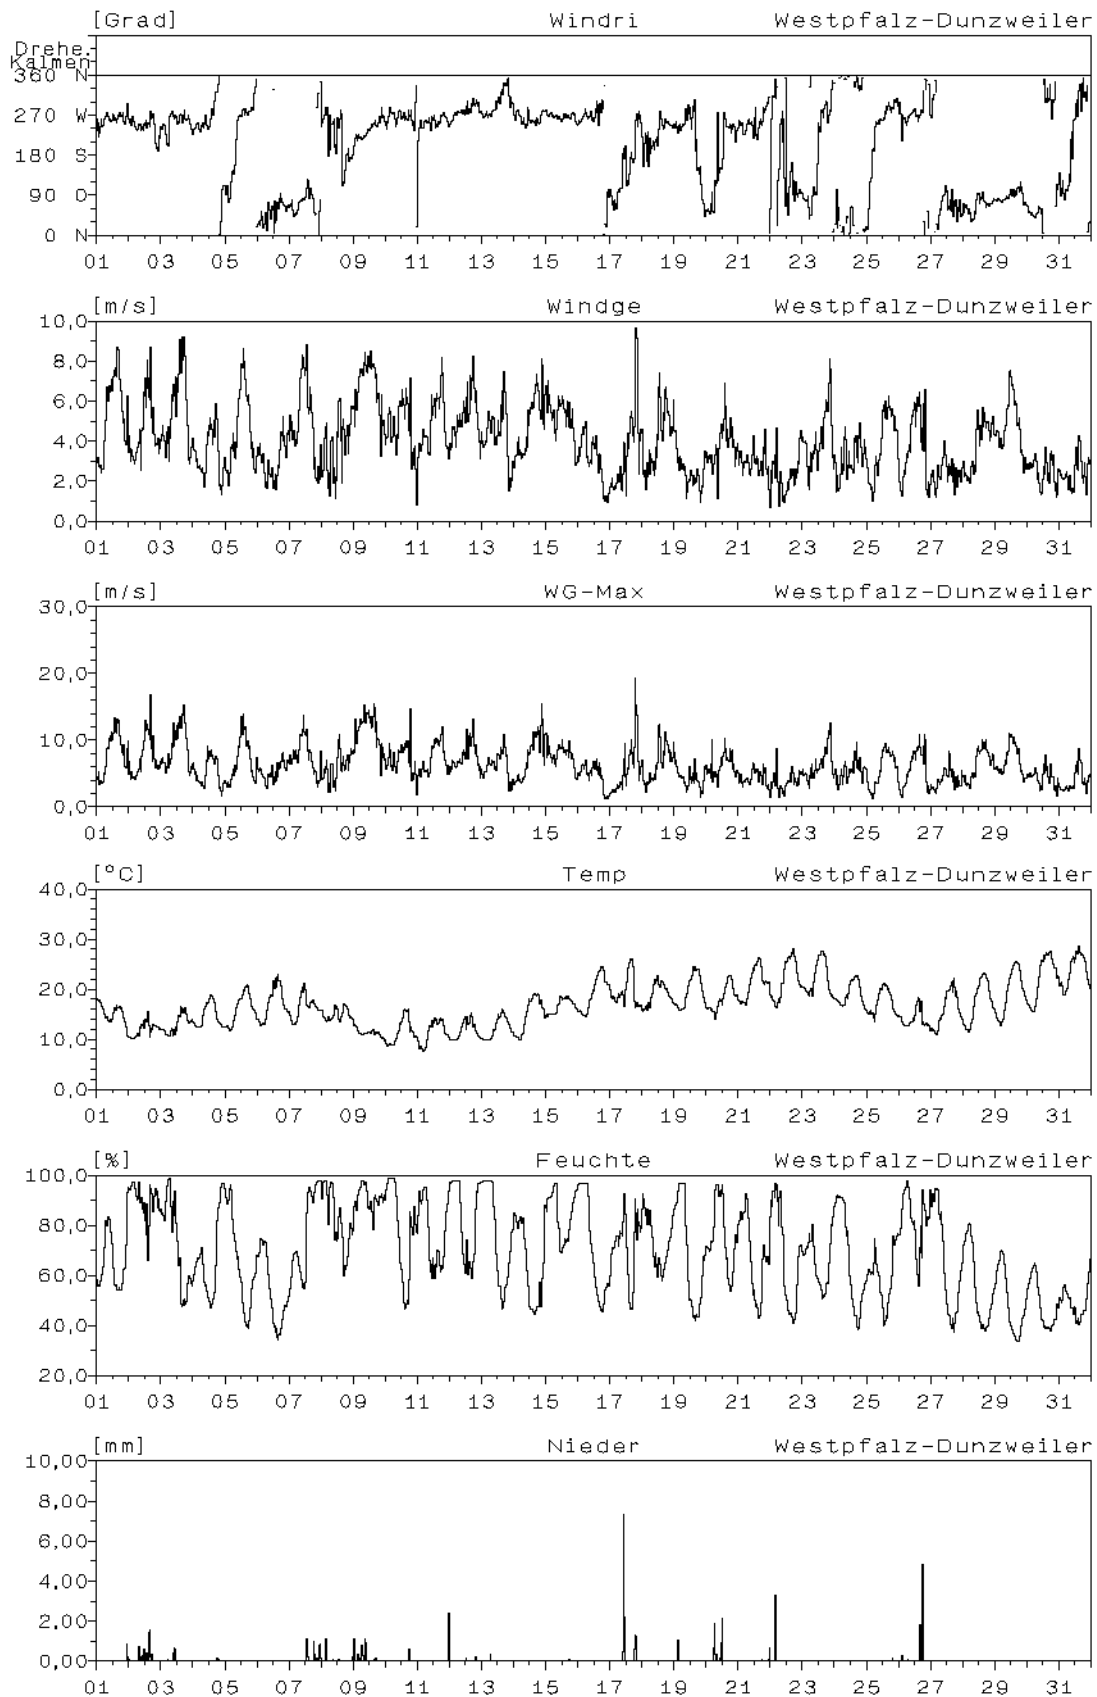 [Grad] Windri Westpfalz-Dunzweiler
Drehe.
Kalmen
360 N
270 W
180 S
90 O
0 N
01 03 05 07 09 11 13 15 17 19 21 23 25 27 29 31
[m/s] Windge Westpfalz-Dunzweiler
10,0
8,0
6,0
4,0
2,0
0,0
01 03 05 07 09 11 13 15 17 19 21 23 25 27 29 31
[m/s] WG-Max Westpfalz-Dunzweiler
30,0
20,0
10,0
0,0
01 03 05 07 09 11 13 15 17 19 21 23 25 27 29 31
[°C] Temp Westpfalz-Dunzweiler
40,0
30,0
20,0
10,0
0,0
01 03 05 07 09 11 13 15 17 19 21 23 25 27 29 31
[%] Feuchte Westpfalz-Dunzweiler
100,0
80,0
60,0
40,0
20,0
01 03 05 07 09 11 13 15 17 19 21 23 25 27 29 31
[mm] Nieder Westpfalz-Dunzweiler
10,00
8,00
6,00
4,00
2,00
0,00
01 03 05 07 09 11 13 15 17 19 21 23 25 27 29 31